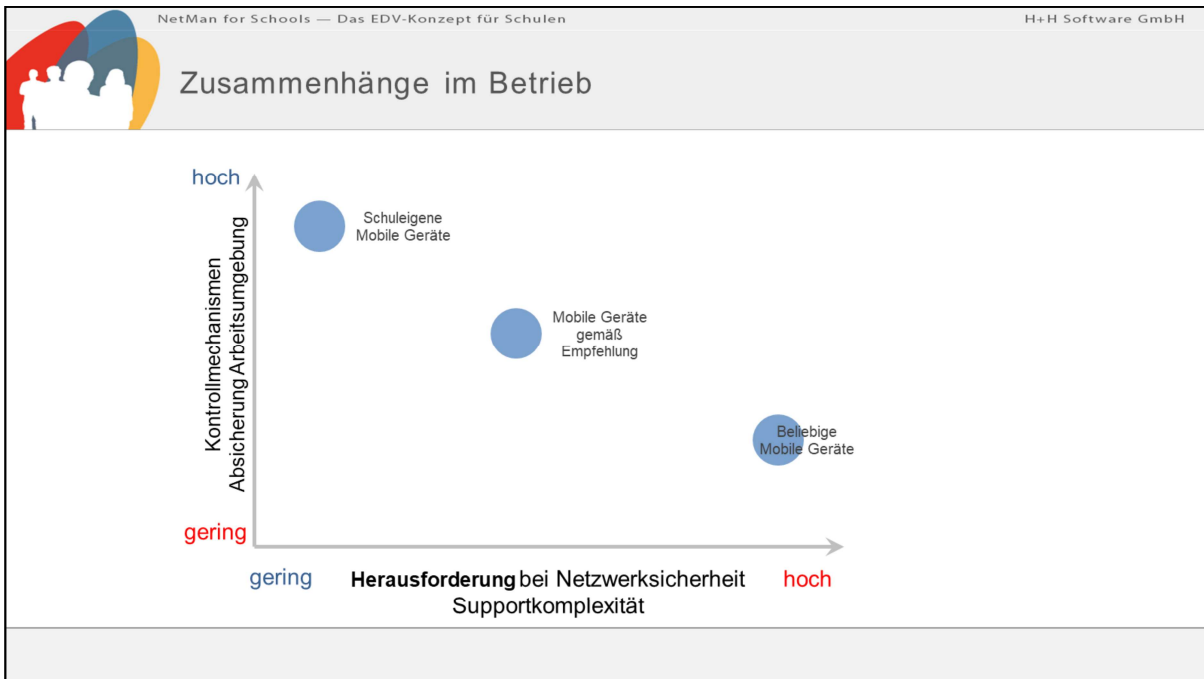 NetMan for Schools — Das EDV-Konzept für Schulen
H+H Software GmbH
Zusammenhänge im Betrieb
hoch
Kontrollmechanismen
Absicherung Arbeitsumgebung
gering
Schuleigene
Mobile Geräte
Mobile Geräte
gemäß
Empfehlung
Beliebige
Mobile Geräte
gering
Herausforderung bei Netzwerksicherheit
Supportkomplexität
hoch